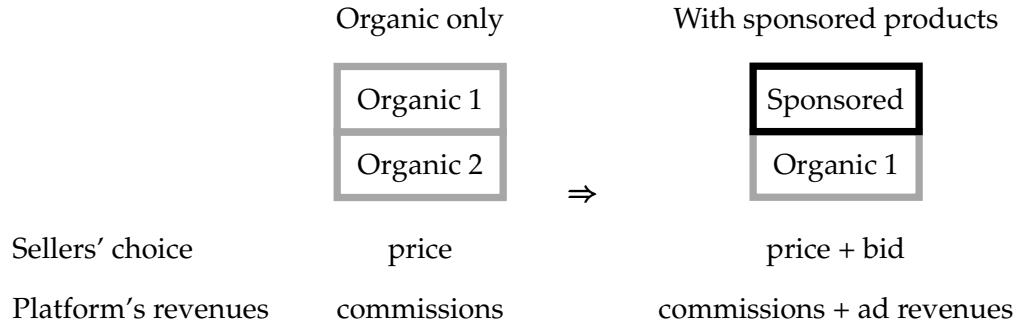 Organic only With sponsored products
Organic 1 Sponsored
Organic 2 Organic 1
⇒
Sellers’ choice price price + bid
Platform’s revenues commissions commissions + ad revenues